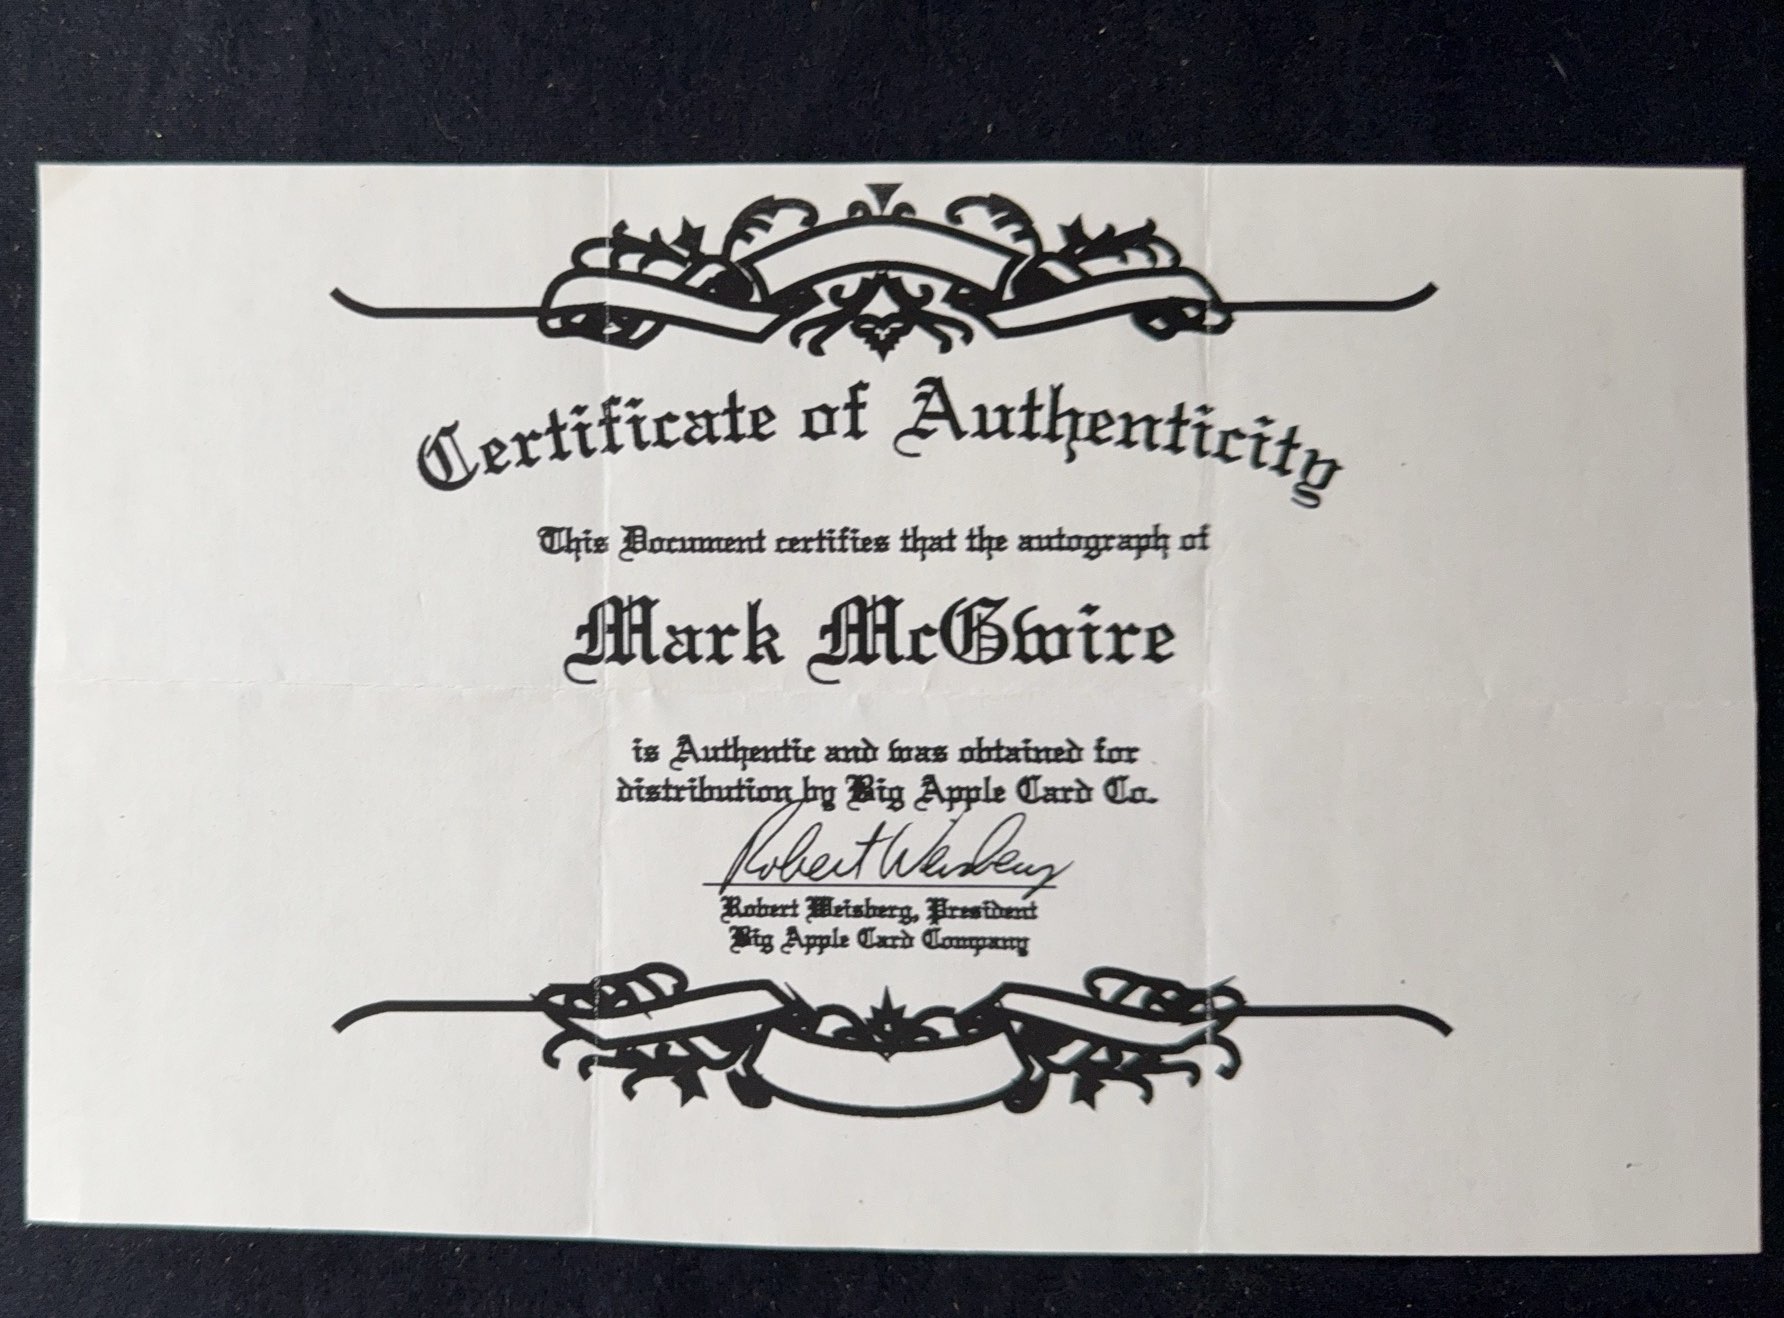 Certificate of Authenticity
This Document certifies that the autograph of
Mark McGwire
is Authentic and was obtained for
distribution by Big Apple Card Co.
Robert Weisberg
Robert Weisberg, President
Big Apple Card Company